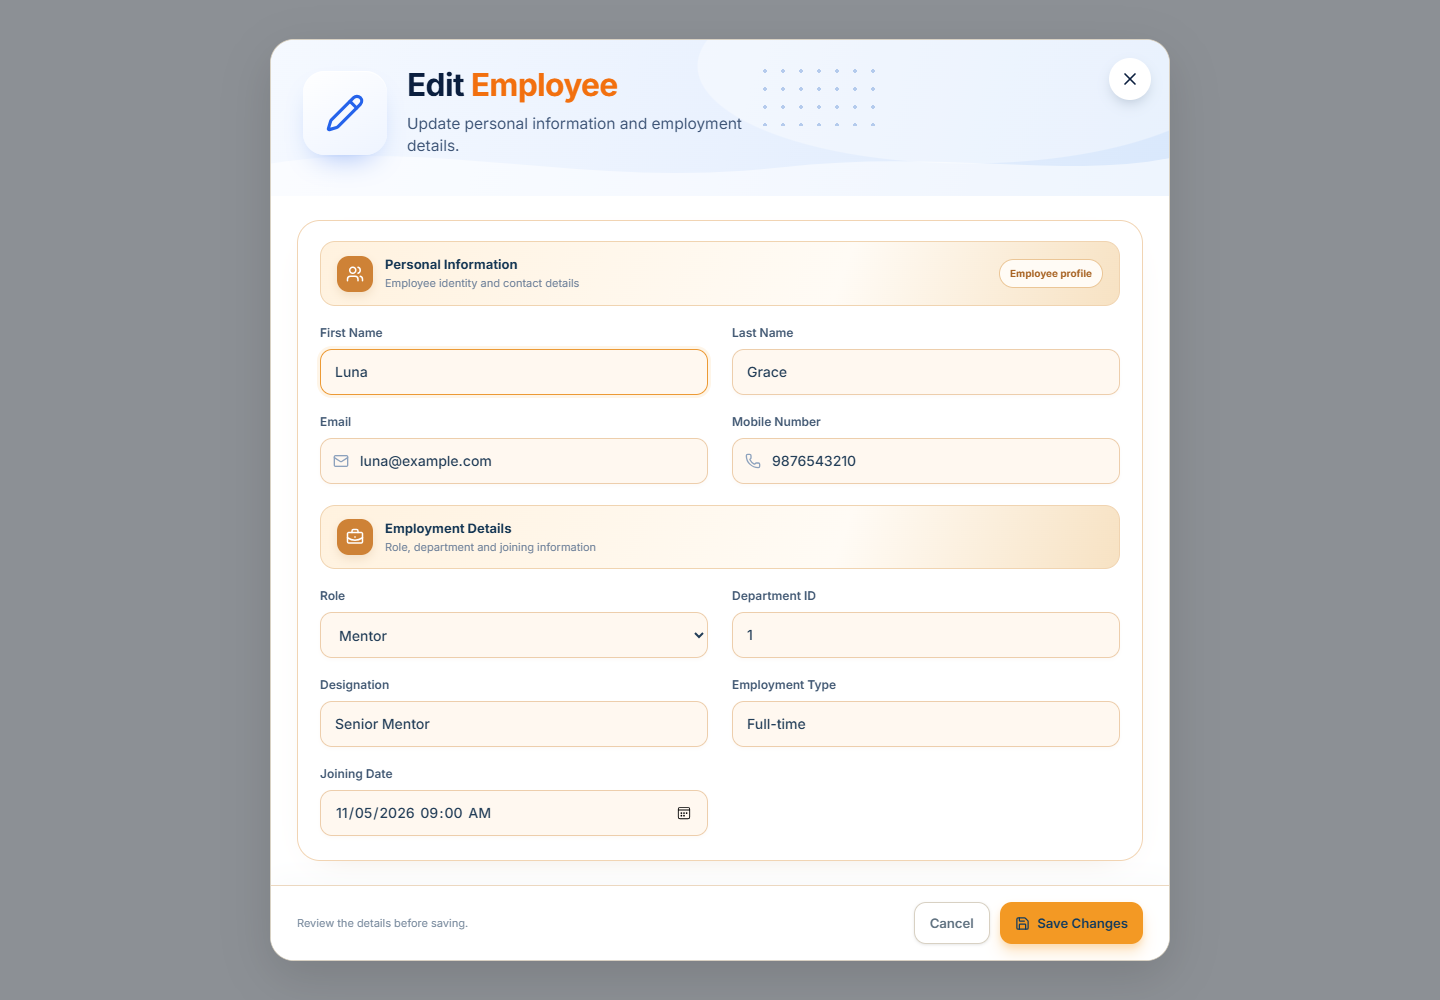 Edit Employee
Update personal information and employment
details.
Personal Information
Employee identity and contact details
Employee profile
First Name
Last Name
Luna
Grace
Email
Mobile Number
luna@example.com
9876543210
Employment Details
Role, department and joining information
Role
Department ID
Mentor
1
Designation
Employment Type
Senior Mentor
Full-time
Joining Date
11/05/2026 09:00 AM
Review the details before saving.
Cancel
Save Changes